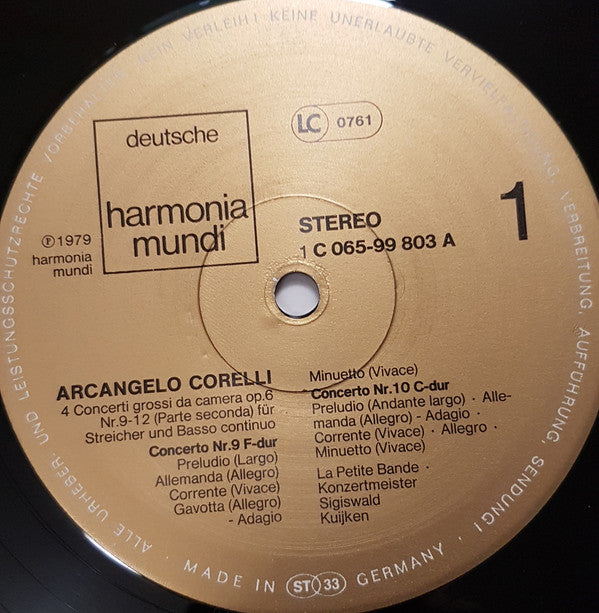 ALLE URHEBER- UND LEISTUNGSSCHUTZRECHTE VORBEHALTEN · KEIN VERLEIH! KEINE UNERLAUBTE VERVIELFÄLTIGUNG, VERBREITUNG, AUFFÜHRUNG, SENDUNG! ·
deutsche
harmonia
mundi
LC 0761
℗ 1979
harmonia
mundi
STEREO
1 C 065-99 803 A
1
ARCANGELO CORELLI
4 Concerti grossi da camera op.6
Nr.9-12 (Parte seconda) für
Streicher und Basso continuo
Concerto Nr.9 F-dur
Preludio (Largo)
Allemanda (Allegro)
Corrente (Vivace)
Gavotta (Allegro)
- Adagio
Minuetto (Vivace)
Concerto Nr.10 C-dur
Preludio (Andante largo) · Alle-
manda (Allegro) - Adagio ·
Corrente (Vivace) · Allegro ·
Minuetto (Vivace)
La Petite Bande ·
Konzertmeister
Sigiswald
Kuijken
· MADE IN ST 33 GERMANY ·